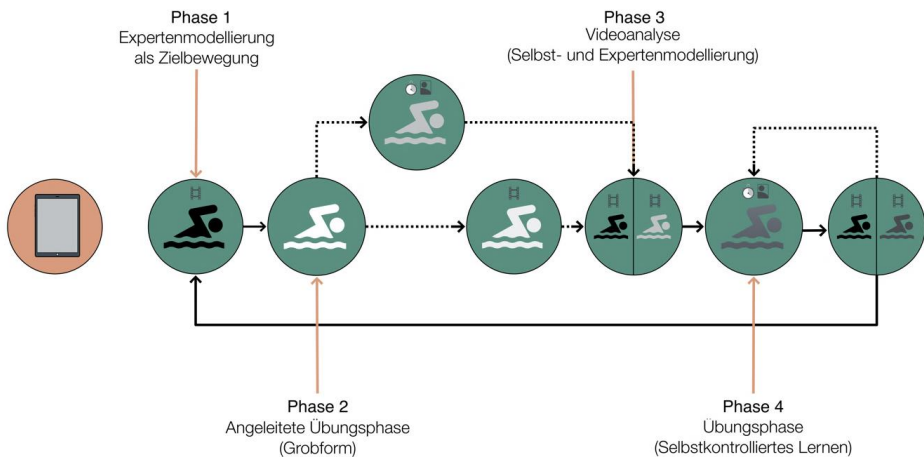 Phase 1
Expertenmodellierung
als Zielbewegung
Phase 3
Videoanalyse
(Selbst- und Expertenmodellierung)
Phase 2
Angeleitete Übungsphase
(Grobform)
Phase 4
Übungsphase
(Selbstkontrolliertes Lernen)